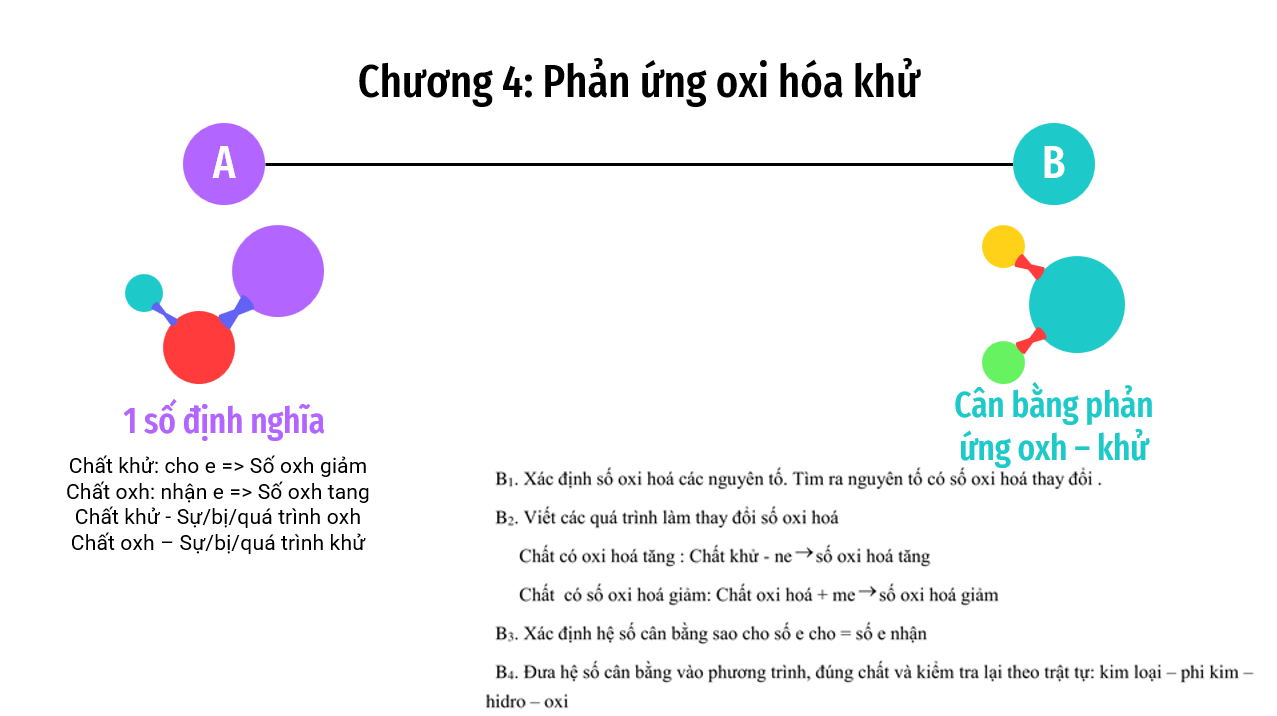 Chương 4: Phản ứng oxi hóa khử
A
B
1 số định nghĩa
Chất khử: cho e => Số oxh giảm
Chất oxh: nhận e => Số oxh tang
Chất khử - Sự/bị/quá trình oxh
Chất oxh – Sự/bị/quá trình khử
Cân bằng phản
ứng oxh – khử
B₁. Xác định số oxi hoá các nguyên tố. Tìm ra nguyên tố có số oxi hoá thay đổi .
B₂. Viết các quá trình làm thay đổi số oxi hoá
Chất có oxi hoá tăng : Chất khử - ne → số oxi hoá tăng
Chất có số oxi hoá giảm: Chất oxi hoá + me → số oxi hoá giảm
B₃. Xác định hệ số cân bằng sao cho số e cho = số e nhận
B₄. Đưa hệ số cân bằng vào phương trình, đúng chất và kiểm tra lại theo trật tự: kim loại – phi kim –
hidro – oxi